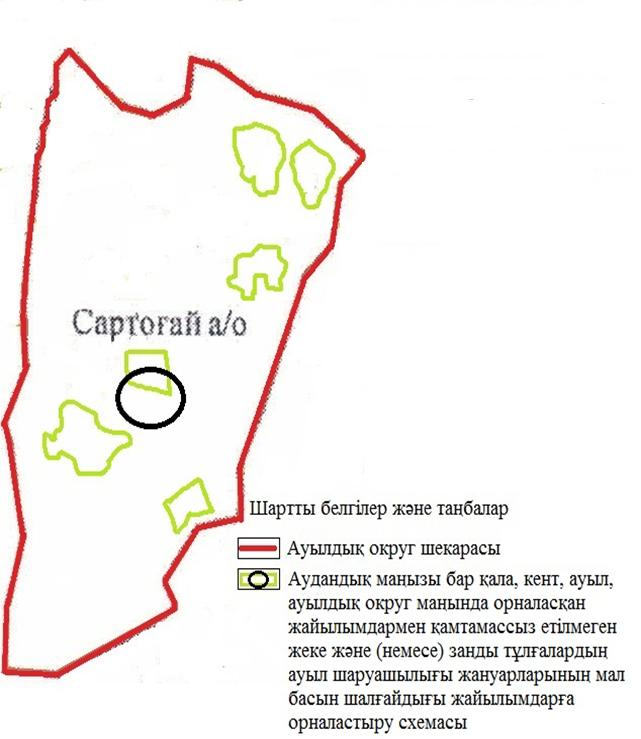 Сартоғай а/о
Шартты белгілер және таңбалар
Ауылдық округ шекарасы
Аудандық маңызы бар қала, кент, ауыл,
ауылдық округ маңында орналасқан
жайылымдармен қамтамассыз етілмеген
жеке және (немесе) занды тұлғалардың
ауыл шаруашылығы жануарларының мал
басын шалғайдығы жайылымдарға
орналастыру схемасы